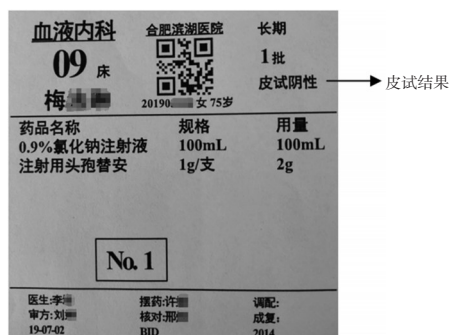 血液内科
合肥滨湖医院
长期
09 床
1批
皮试阴性
皮试结果
梅
20190 女 75岁
药品名称 规格 用量
0.9%氯化钠注射液 100mL 100mL
注射用头孢替安 1g/支 2g
No. 1
医生:李 摆药:许 调配:
审方:刘 核对:邢 成复:
19-07-02 BID 2014